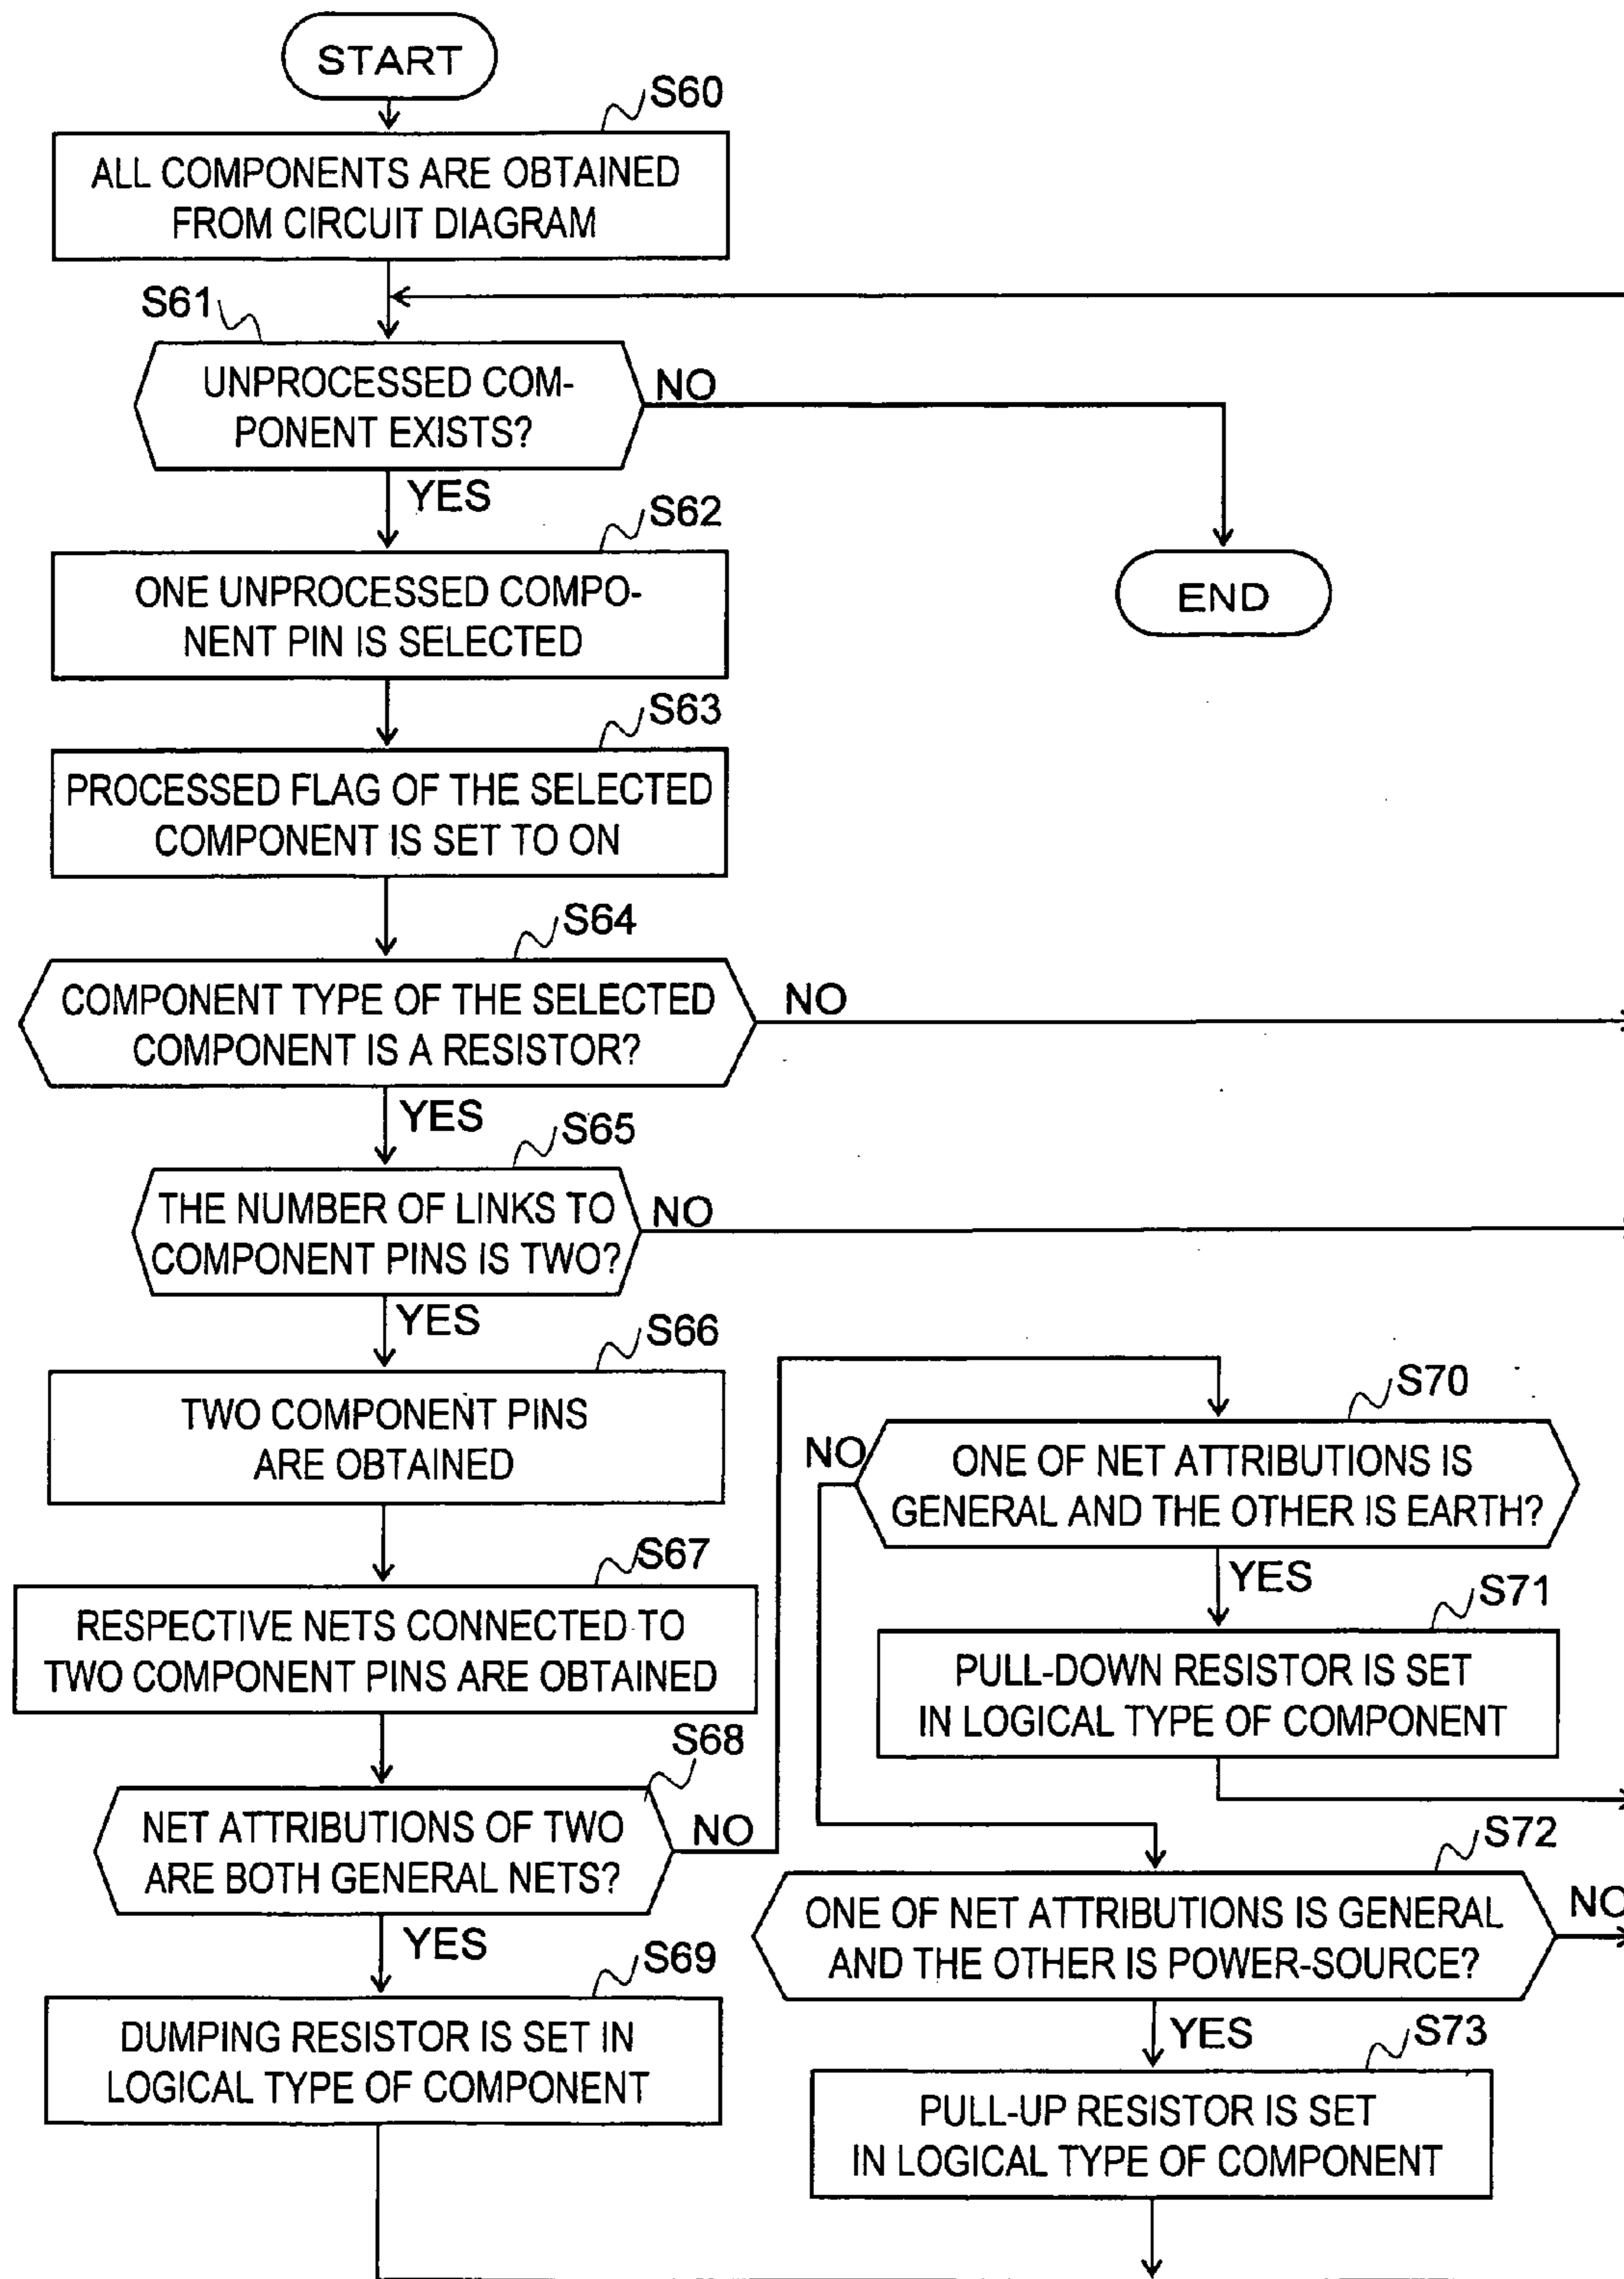 START
S60
ALL COMPONENTS ARE OBTAINED
FROM CIRCUIT DIAGRAM
S61
UNPROCESSED COM-
PONENT EXISTS?
NO
YES
END
S62
ONE UNPROCESSED COMPO-
NENT PIN IS SELECTED
S63
PROCESSED FLAG OF THE SELECTED
COMPONENT IS SET TO ON
S64
COMPONENT TYPE OF THE SELECTED
COMPONENT IS A RESISTOR?
NO
YES
S65
THE NUMBER OF LINKS TO
COMPONENT PINS IS TWO?
NO
YES
S66
TWO COMPONENT PINS
ARE OBTAINED
S67
RESPECTIVE NETS CONNECTED TO
TWO COMPONENT PINS ARE OBTAINED
S68
NET ATTRIBUTIONS OF TWO
ARE BOTH GENERAL NETS?
NO
YES
S69
DUMPING RESISTOR IS SET IN
LOGICAL TYPE OF COMPONENT
S70
ONE OF NET ATTRIBUTIONS IS
GENERAL AND THE OTHER IS EARTH?
NO
YES
S71
PULL-DOWN RESISTOR IS SET
IN LOGICAL TYPE OF COMPONENT
S72
ONE OF NET ATTRIBUTIONS IS GENERAL
AND THE OTHER IS POWER-SOURCE?
NO
YES
S73
PULL-UP RESISTOR IS SET
IN LOGICAL TYPE OF COMPONENT